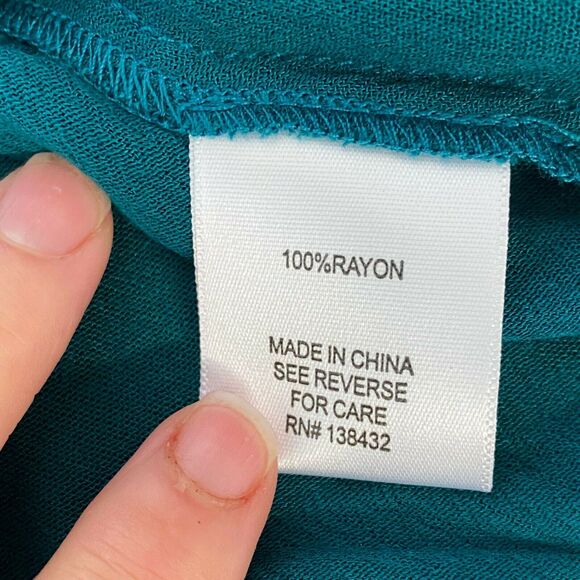 100%RAYON
MADE IN CHINA
SEE REVERSE
FOR CARE
RN# 138432